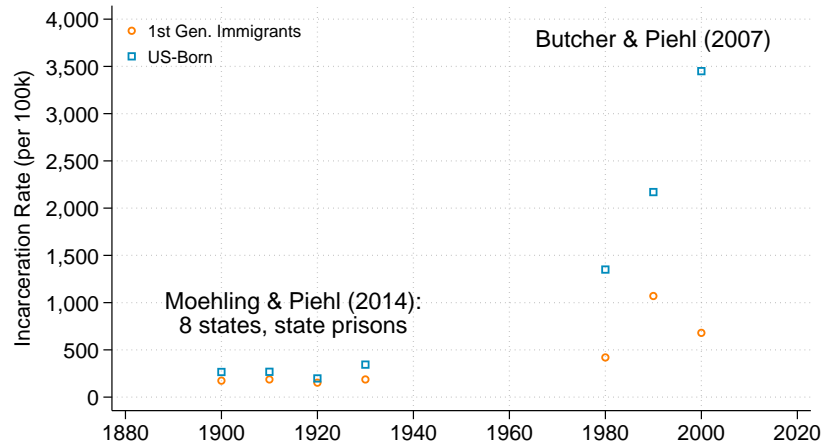 4,000
3,500
3,000
2,500
2,000
1,500
1,000
500
0
Incarceration Rate (per 100k)
1st Gen. Immigrants
US-Born
Butcher & Piehl (2007)
Moehling & Piehl (2014):
8 states, state prisons
1880 1900 1920 1940 1960 1980 2000 2020